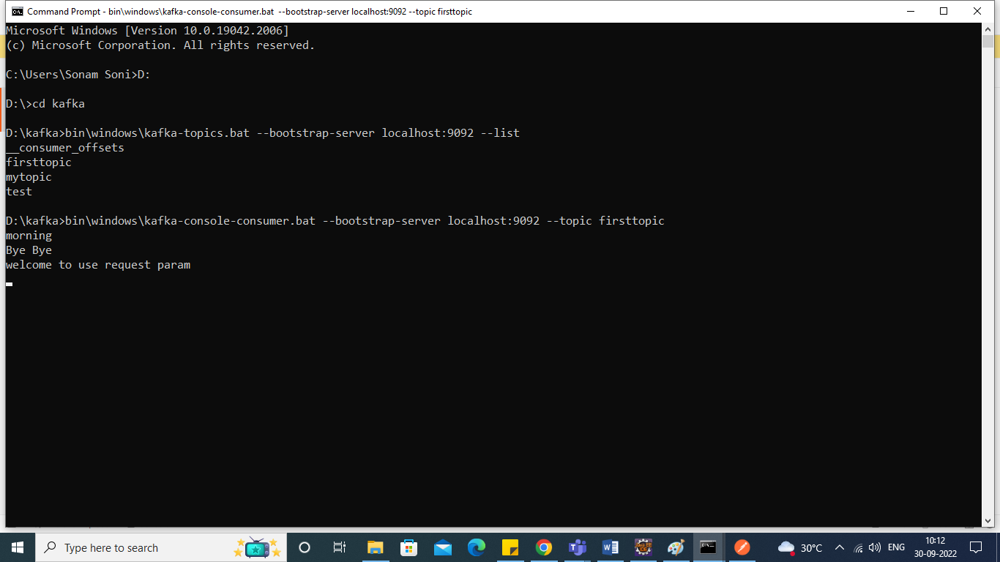 Command Prompt - bin\windows\kafka-console-consumer.bat  --bootstrap-server localhost:9092 --topic firsttopic
Microsoft Windows [Version 10.0.19042.2006]
(c) Microsoft Corporation. All rights reserved.
C:\Users\Sonam Soni>D:
D:\>cd kafka
D:\kafka>bin\windows\kafka-topics.bat --bootstrap-server localhost:9092 --list
__consumer_offsets
firsttopic
mytopic
test
D:\kafka>bin\windows\kafka-console-consumer.bat --bootstrap-server localhost:9092 --topic firsttopic
morning
Bye Bye
welcome to use request param
Type here to search
30°C
ENG
10:12
30-09-2022